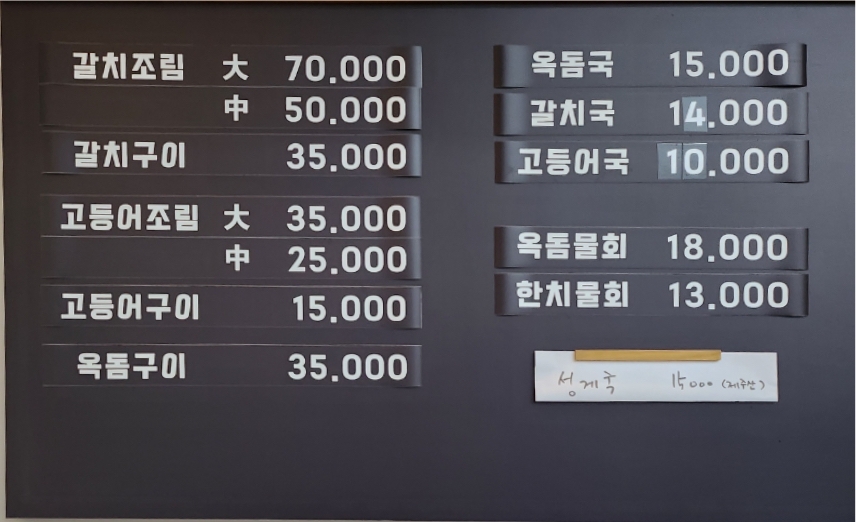 갈치조림 大 70.000
中 50.000
갈치구이 35.000
고등어조림 大 35.000
中 25.000
고등어구이 15.000
옥돔구이 35.000
옥돔국 15.000
갈치국 14.000
고등어국 10.000
옥돔물회 18.000
한치물회 13.000
성게국 15000 (제주산)